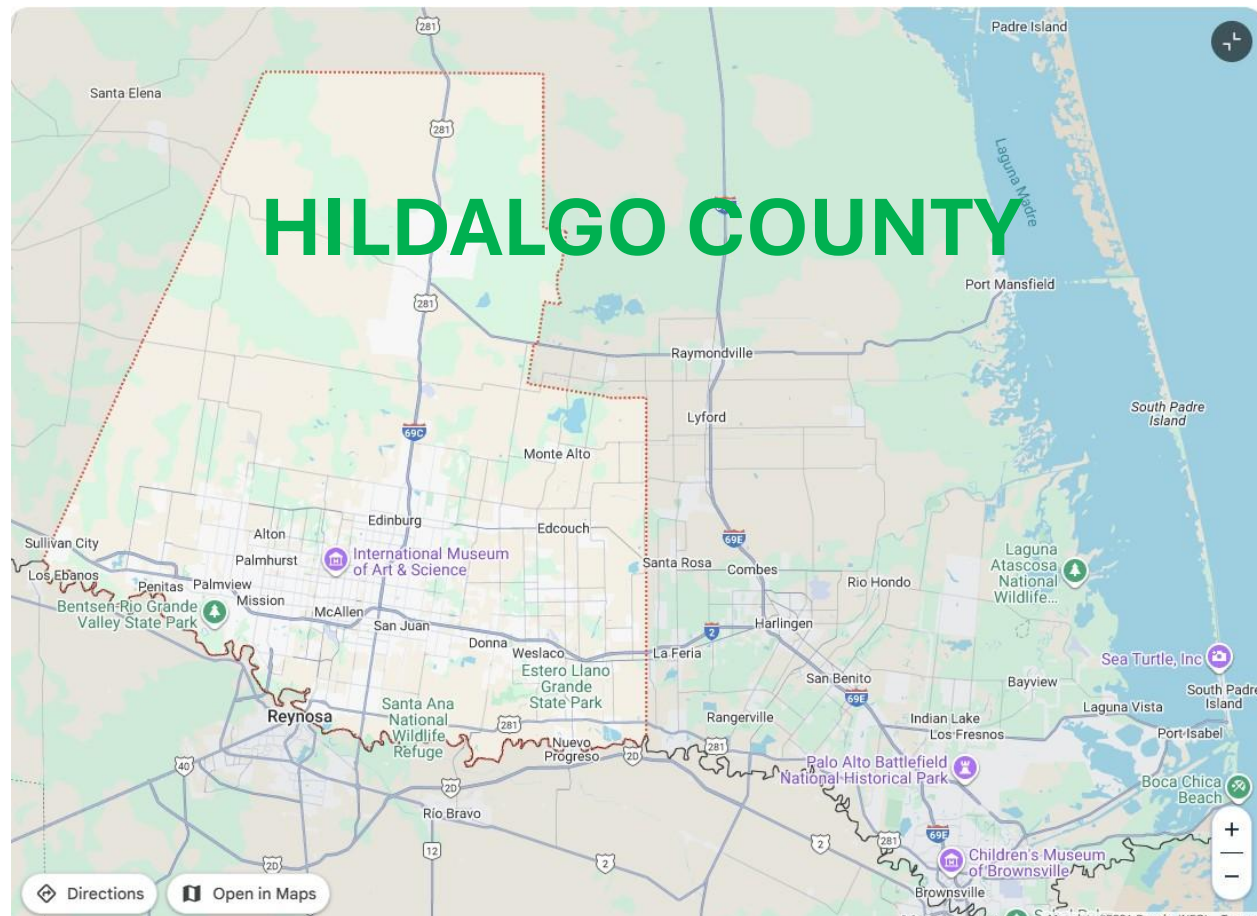 281
Padre Island
Santa Elena
281
Laguna Madre
HILDALGO COUNTY
Port Mansfield
281
Raymondville
South Padre
Island
Lyford
69C
Monte Alto
Edinburg
Edcouch
Alton
69E
Sullivan City
International Museum
of Art & Science
Palmhurst
Santa Rosa
Combes
Laguna
Atascosa
National
Wildlife...
Los Ebanos
Penitas
Palmview
Rio Hondo
Mission
Bentsen-Rio Grande
Valley State Park
McAllen
San Juan
Harlingen
2
Donna
Weslaco
La Feria
Sea Turtle, Inc
Estero Llano
Grande
State Park
San Benito
Bayview
69E
South Padre
Island
Santa Ana
National
Wildlife
Refuge
Reynosa
281
Rangerville
Indian Lake
Laguna Vista
Los Fresnos
Port Isabel
Nuevo
Progreso
2D
281
40
Palo Alto Battlefield
National Historical Park
2D
Boca Chica
Beach
Río Bravo
+
69E
12
2
281
2D
2
Children's Museum
of Brownsville
−
Directions
Open in Maps
Brownsville